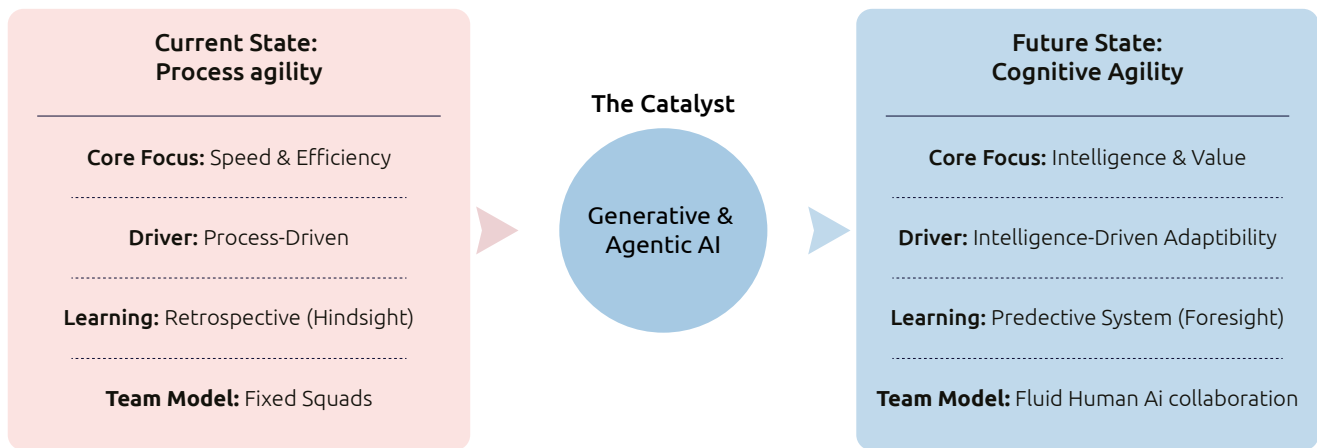 Current State:
Process agility
Core Focus: Speed & Efficiency
Driver: Process-Driven
Learning: Retrospective (Hindsight)
Team Model: Fixed Squads
The Catalyst
Generative &
Agentic AI
Future State:
Cognitive Agility
Core Focus: Intelligence & Value
Driver: Intelligence-Driven Adaptibility
Learning: Predective System (Foresight)
Team Model: Fluid Human Ai collaboration